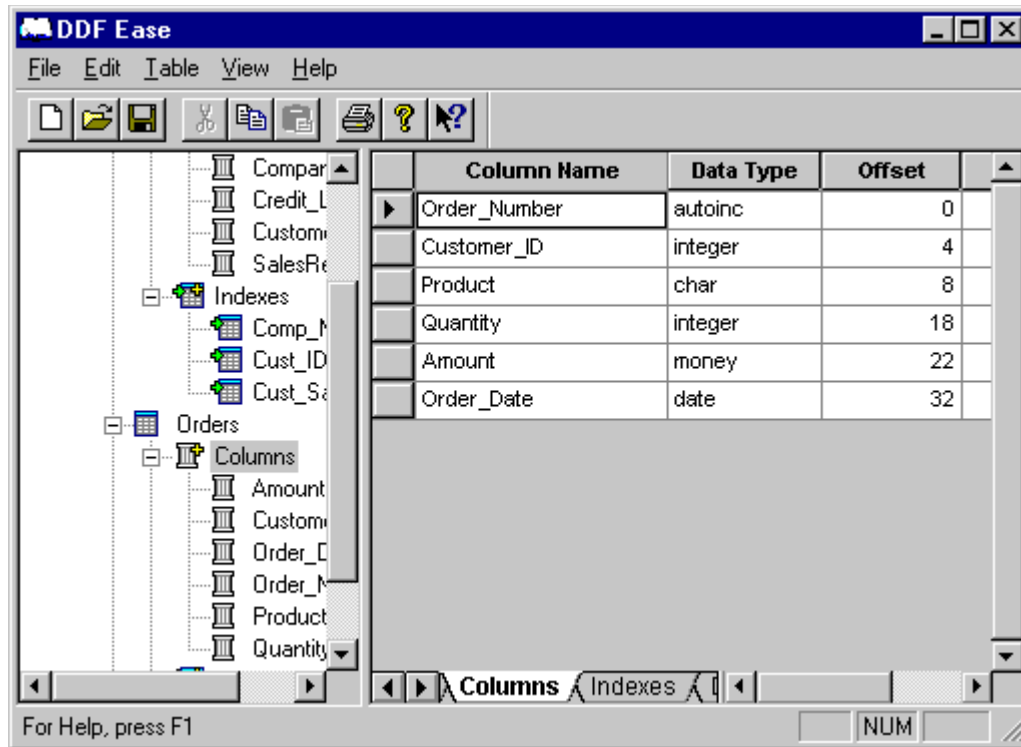 DDF Ease
File Edit Table View Help
Compar
Credit_L
Custom
SalesRe
Indexes
Comp_N
Cust_ID
Cust_Sa
Orders
Columns
Amount
Custome
Order_D
Order_N
Product
Quantity
Column Name Data Type Offset
Order_Number autoinc 0
Customer_ID integer 4
Product char 8
Quantity integer 18
Amount money 22
Order_Date date 32
Columns Indexes
For Help, press F1 NUM